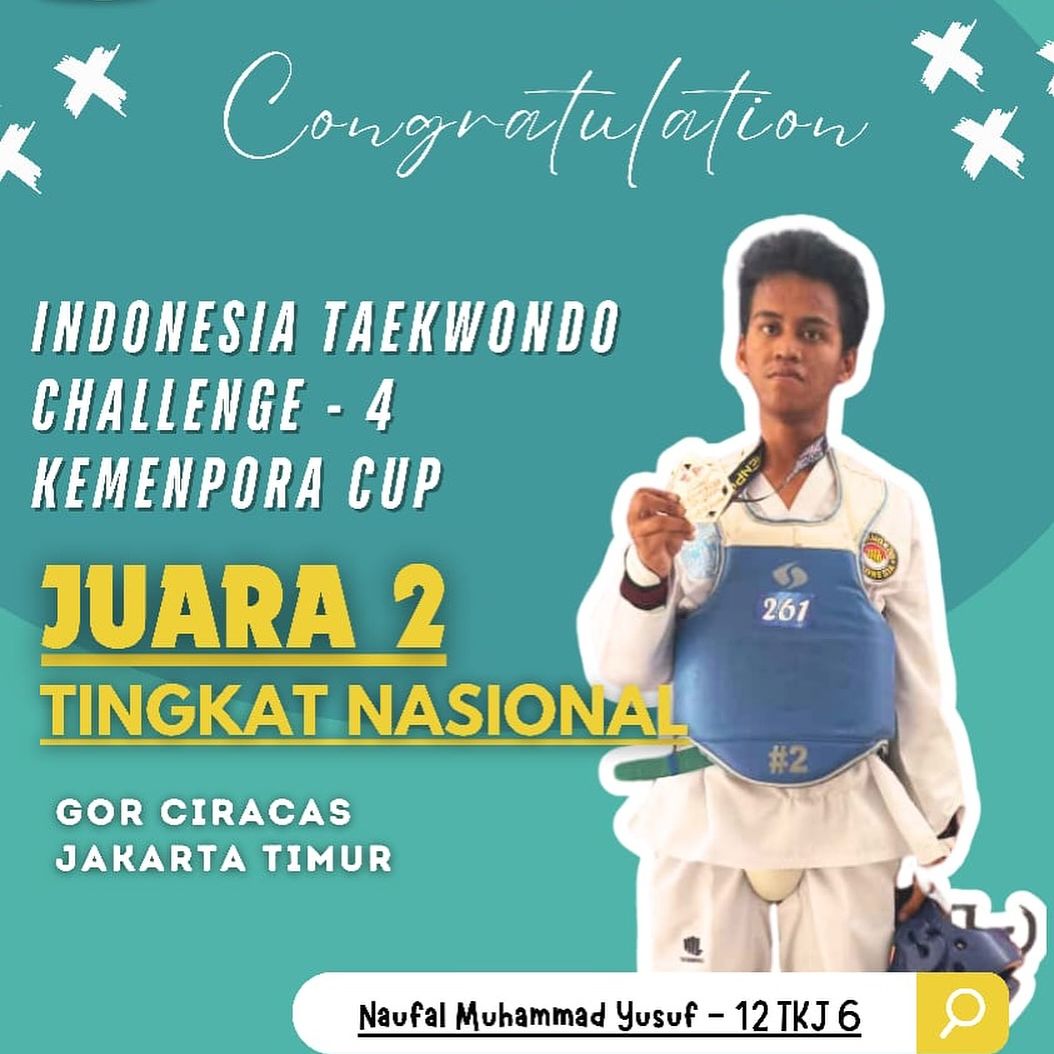 Congratulation
INDONESIA TAEKWONDO
CHALLENGE - 4
KEMENPORA CUP
JUARA 2
TINGKAT NASIONAL
GOR CIRACAS
JAKARTA TIMUR
261
#2
Naufal Muhammad Yusuf - 12 TKJ 6